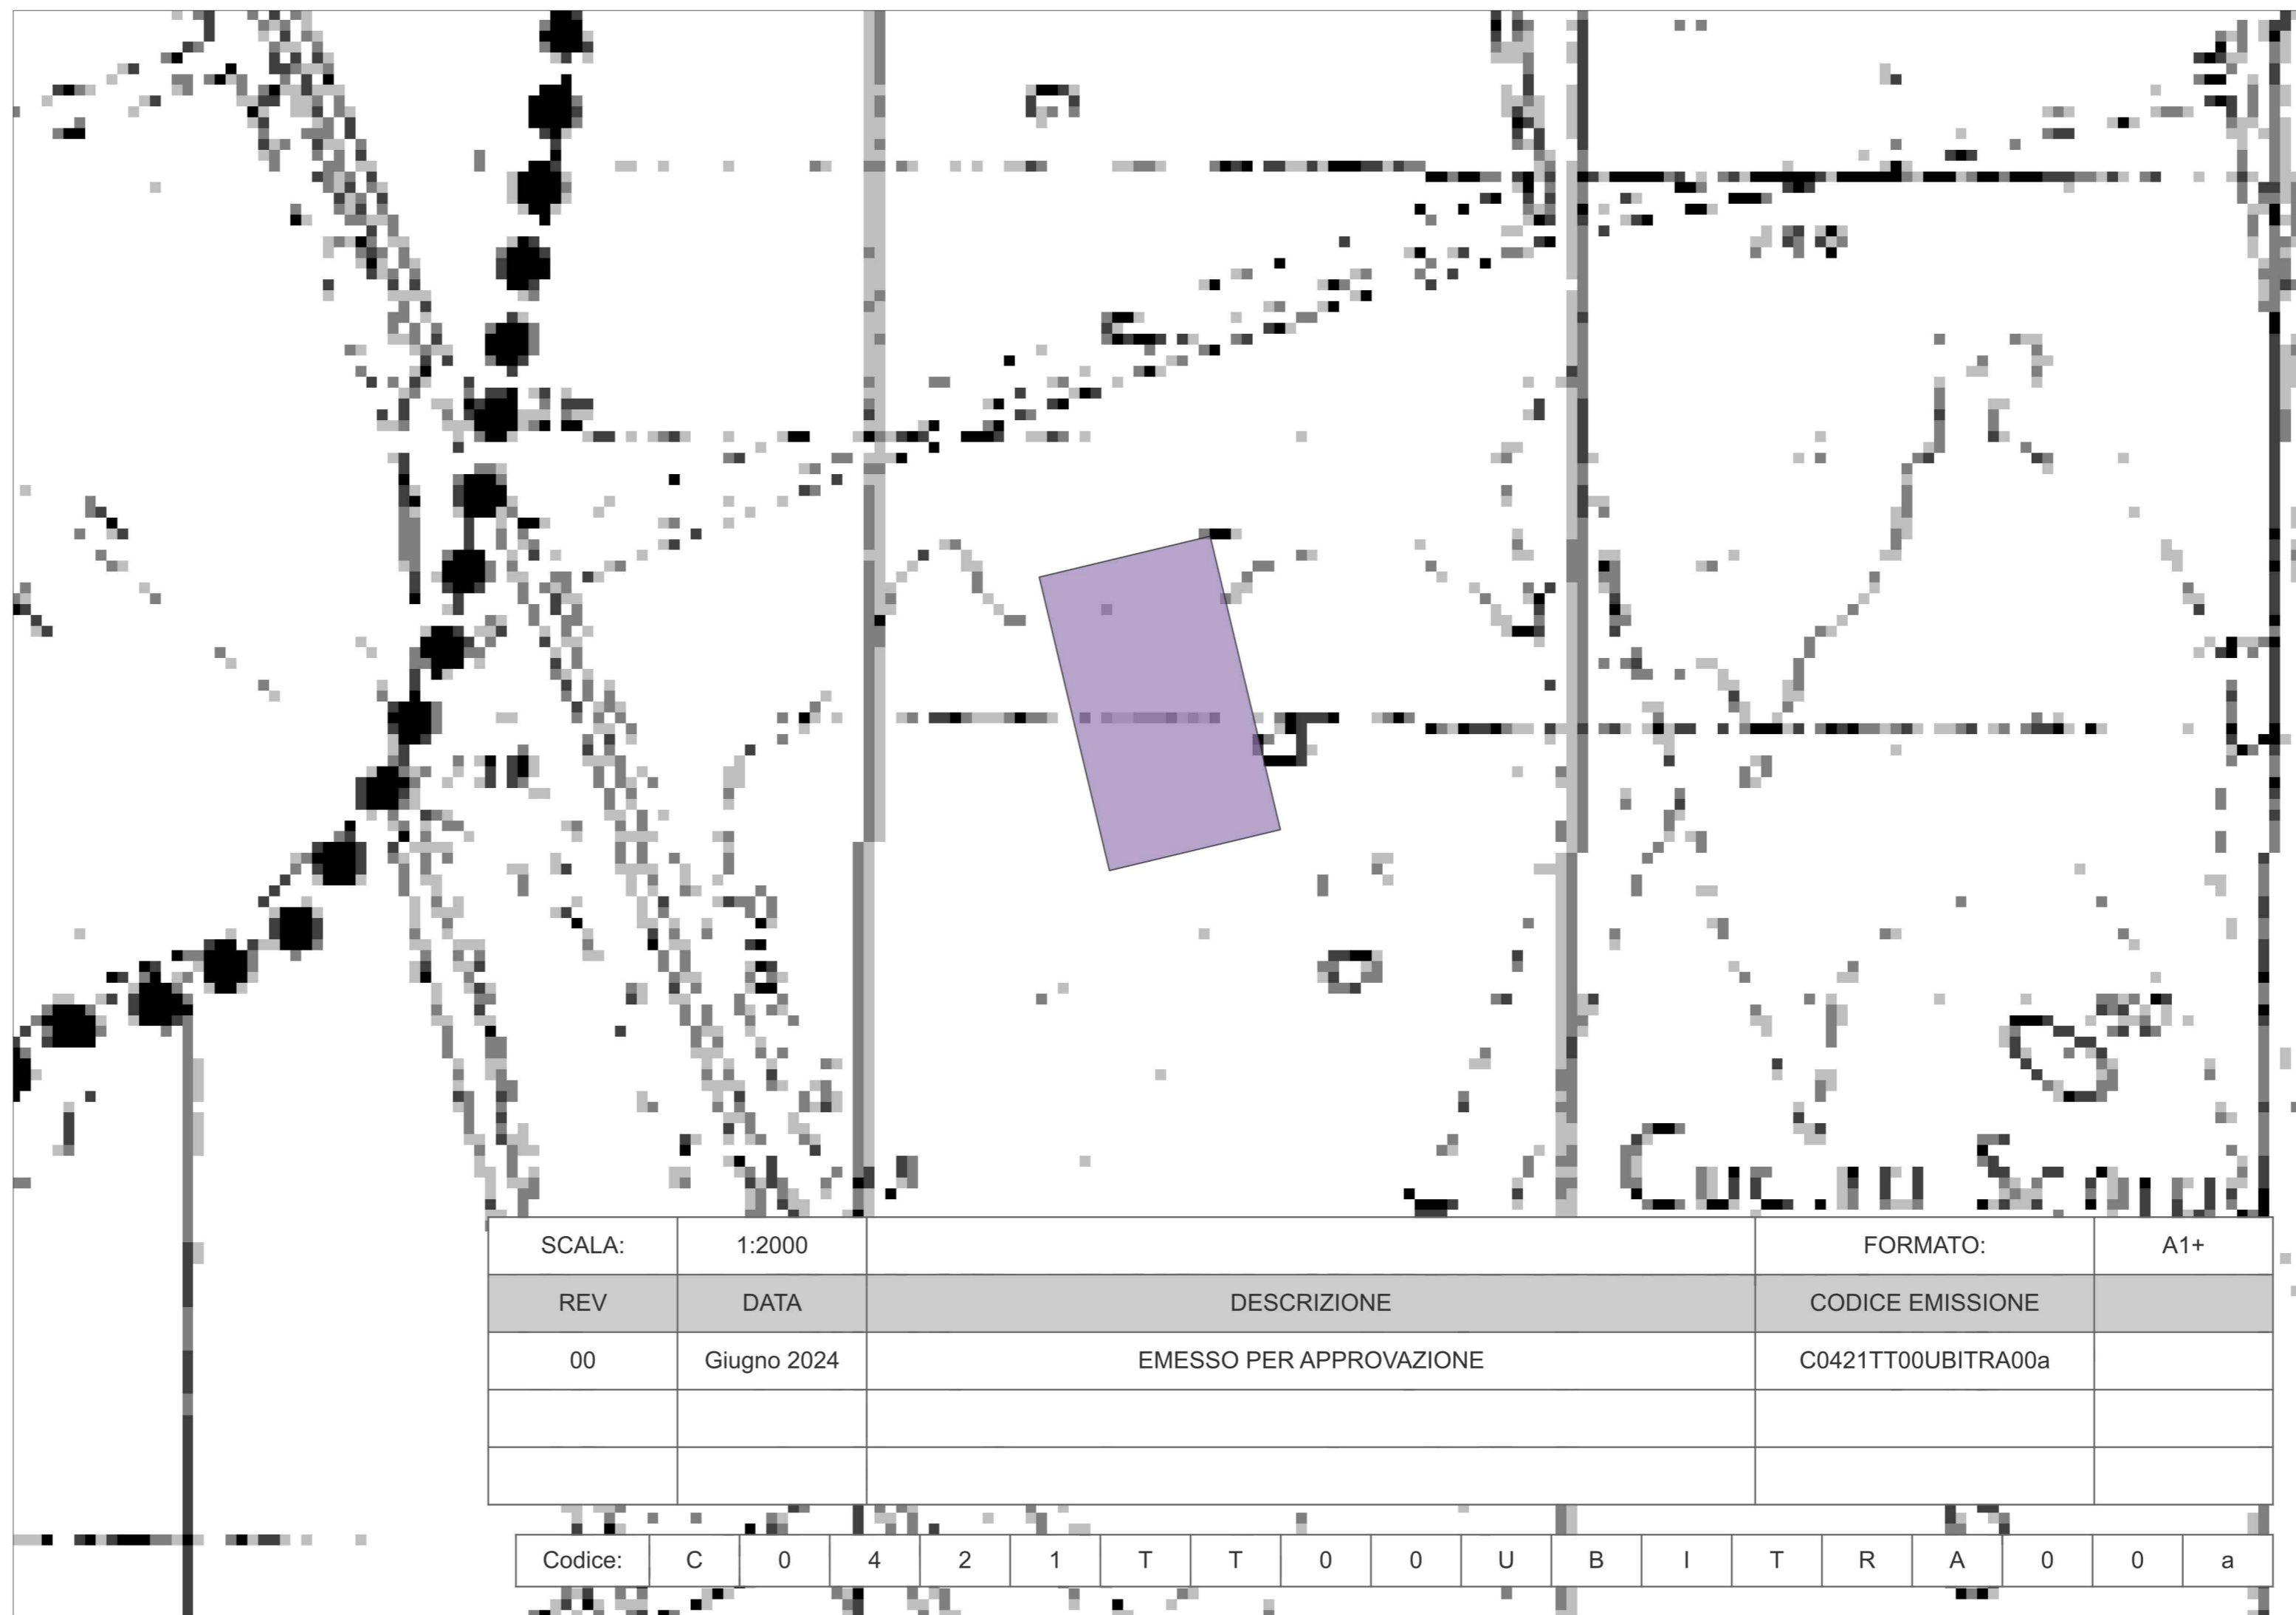 SCALA: 1:2000 FORMATO: A1+
REV DATA DESCRIZIONE CODICE EMISSIONE
00 Giugno 2024 EMESSO PER APPROVAZIONE C0421TT00UBITRA00a
Codice: C 0 4 2 1 T T 0 0 U B I T R A 0 0 a